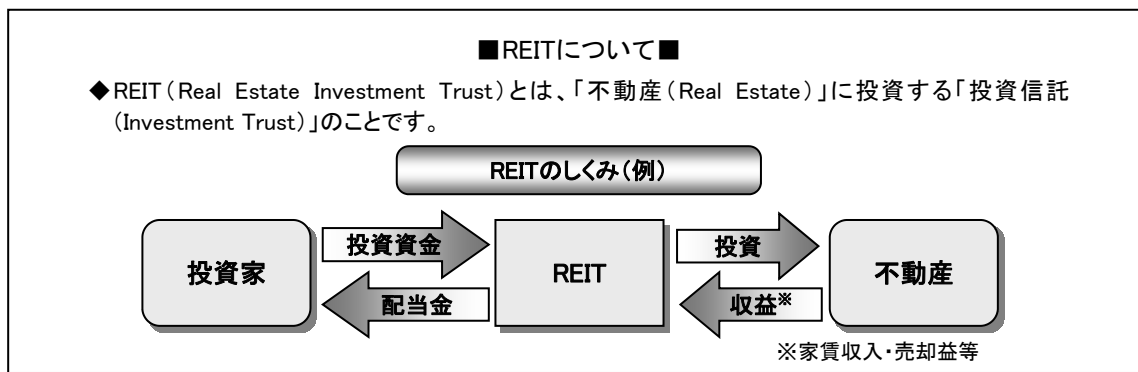 ■REITについて■
◆REIT(Real Estate Investment Trust)とは、「不動産(Real Estate)」に投資する「投資信託
(Investment Trust)」のことです。
REITのしくみ(例)
投資家
投資資金
配当金
REIT
投資
収益※
不動産
※家賃収入・売却益等